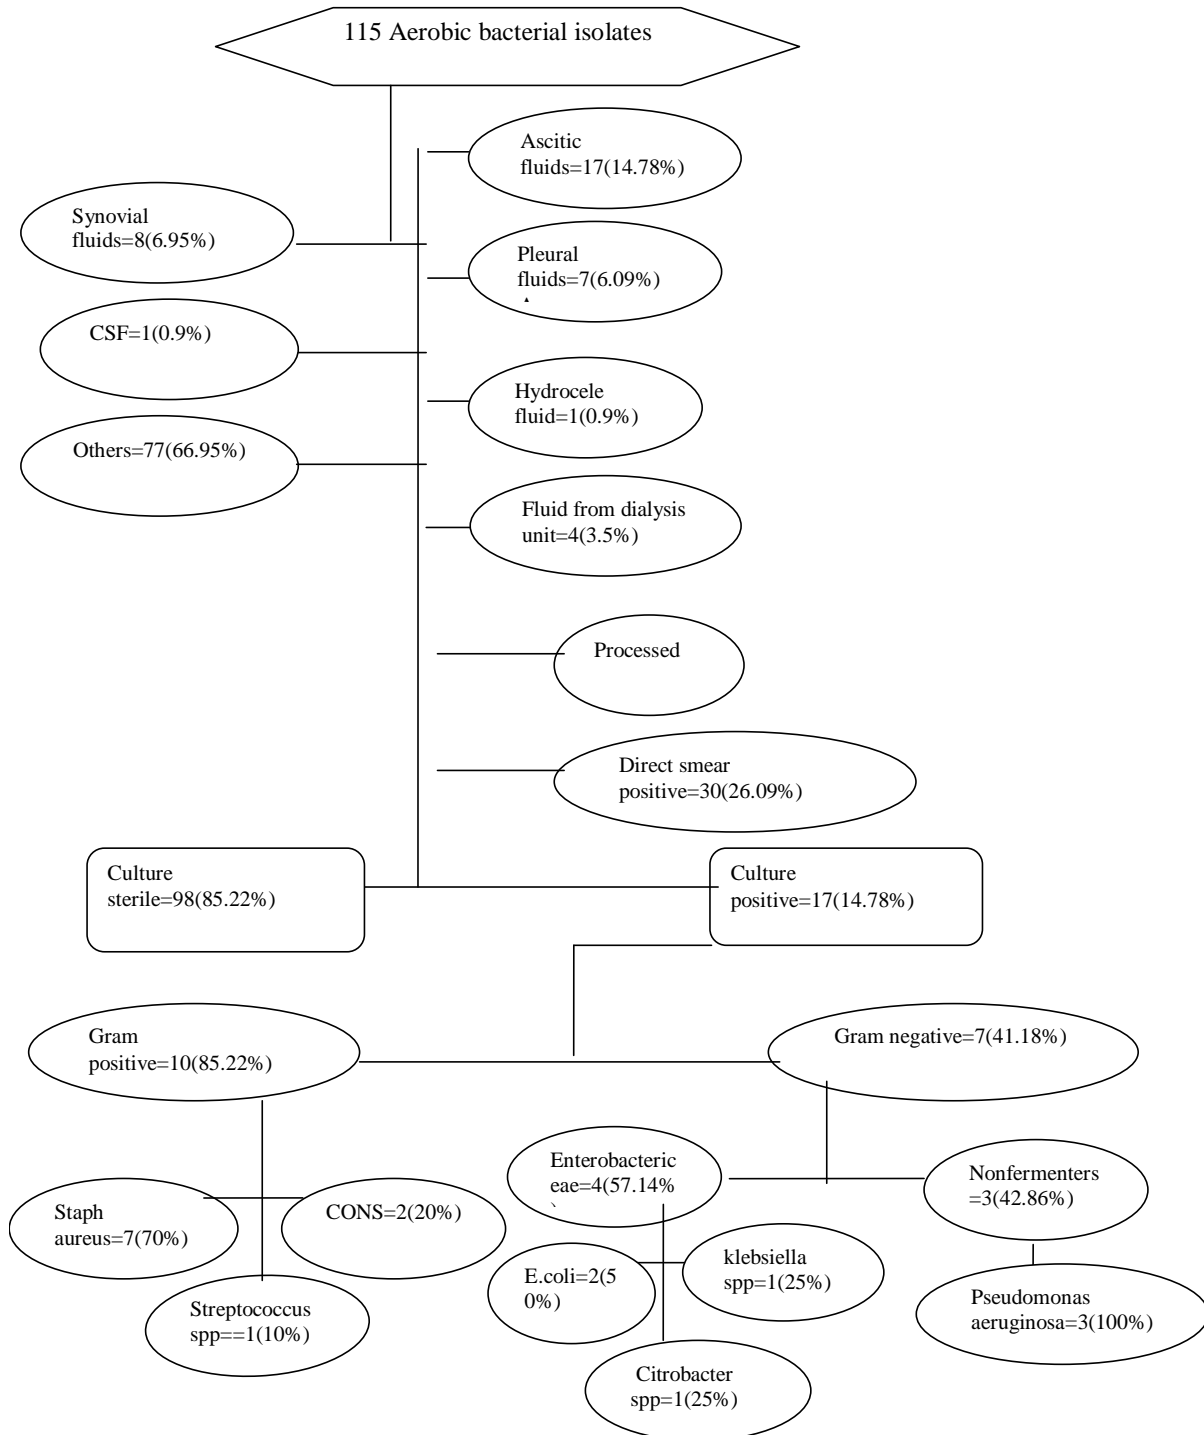 115 Aerobic bacterial isolates
Ascitic
fluids=17(14.78%)
Synovial
fluids=8(6.95%)
Pleural
fluids=7(6.09%)
CSF=1(0.9%)
Hydrocele
fluid=1(0.9%)
Others=77(66.95%)
Fluid from dialysis
unit=4(3.5%)
Processed
Direct smear
positive=30(26.09%)
Culture
sterile=98(85.22%)
Culture
positive=17(14.78%)
Gram
positive=10(85.22%)
Gram negative=7(41.18%)
Enterobacteric
eae=4(57.14%
)
Nonfermenters
=3(42.86%)
Staph
aureus=7(70%)
CONS=2(20%)
E.coli=2(5
0%)
klebsiella
spp=1(25%)
Streptococcus
spp==1(10%)
Pseudomonas
aeruginosa=3(100%)
Citrobacter
spp=1(25%)